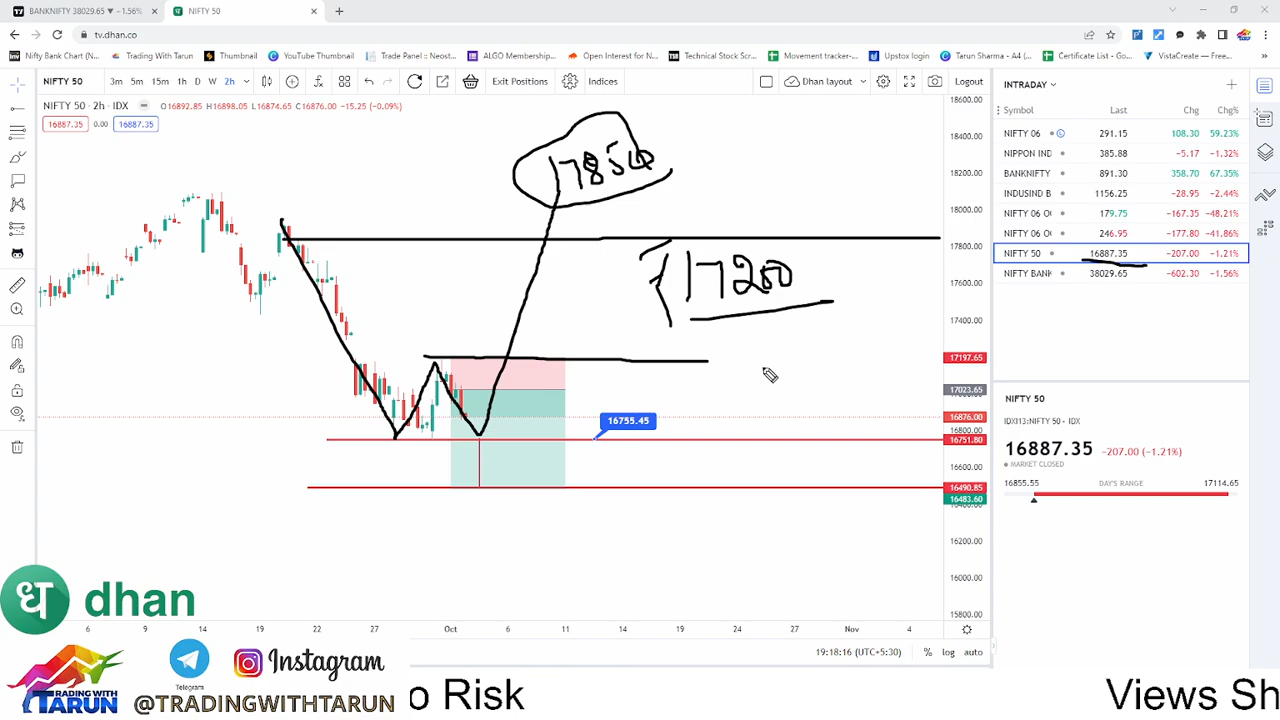 BANKNIFTY 38029.65 ▼ −1.56%
NIFTY 50
tv.dhan.co
Nifty Bank Chart (N...
Trading With Tarun
Thumbnail
YouTube Thumbnail
Trade Panel :: Neost...
ALGO Membership...
Open Interest for N...
Technical Stock Scr...
Movement tracker-...
Upstox login
Tarun Sharma - A4 (...
Certificate List - G...
VistaCreate – Free...
NIFTY 50
3m 5m 15m 1h D W 2h
Exit Positions
Indices
Dhan layout
Logout
INTRADAY
NIFTY 50 · 2h · IDX
O16892.85 H16898.05 L16874.65 C16876.00 −15.25 (−0.09%)
16887.35 0.00 16887.35
Symbol Last Chg Chg%
NIFTY 06 291.15 108.30 59.23%
NIPPON IND 385.88 -5.17 -1.32%
BANKNIFTY 891.30 358.70 67.35%
INDUSIND B 1156.25 -28.95 -2.44%
NIFTY 06 OC 179.75 -167.35 -48.21%
NIFTY 06 OC 246.95 -177.80 -41.86%
NIFTY 50 16887.35 -207.00 -1.21%
NIFTY BANK 38029.65 -602.30 -1.56%
17850
17200
16755.45
18600.00
18400.00
18200.00
18000.00
17800.00
17600.00
17400.00
17197.65
17023.65
16876.00
16800.00
16751.80
16600.00
16490.85
16483.60
16200.00
16000.00
15800.00
NIFTY 50
IDXI13:NIFTY 50 • IDX
16887.35 -207.00 (-1.21%)
MARKET CLOSED
16855.55 DAY'S RANGE 17114.65
6 9 14 19 22 27 Oct 6 11 14 19 24 27 Nov 4
19:18:16 (UTC+5:30) % log auto
ध dhan
TRADING WITH
TARUN
Telegram
Instagram
@TRADINGWITHTARUN
o Risk
Views Sh